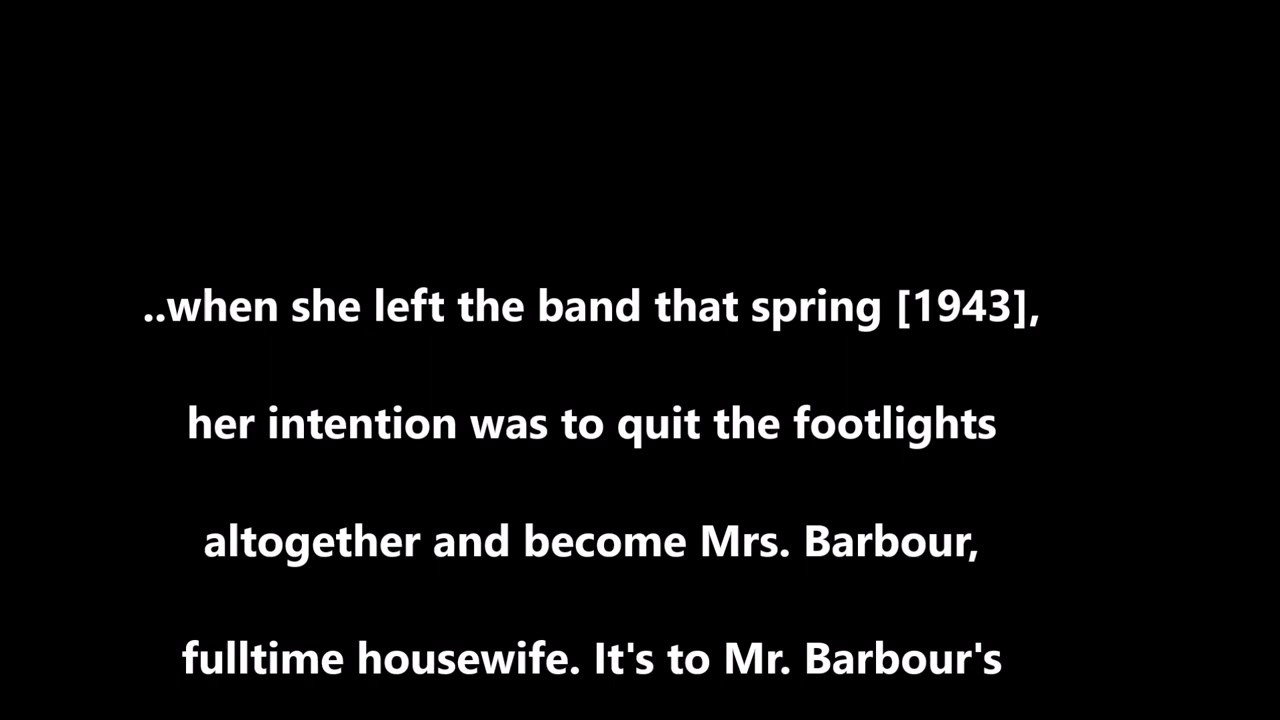 ..when she left the band that spring [1943],
her intention was to quit the footlights
altogether and become Mrs. Barbour,
fulltime housewife. It's to Mr. Barbour's